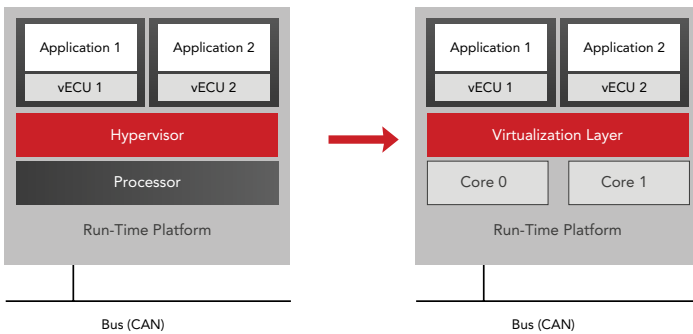 Application 1
Application 2
vECU 1
vECU 2
Hypervisor
Processor
Run-Time Platform
Bus (CAN)
Application 1
Application 2
vECU 1
vECU 2
Virtualization Layer
Core 0
Core 1
Run-Time Platform
Bus (CAN)